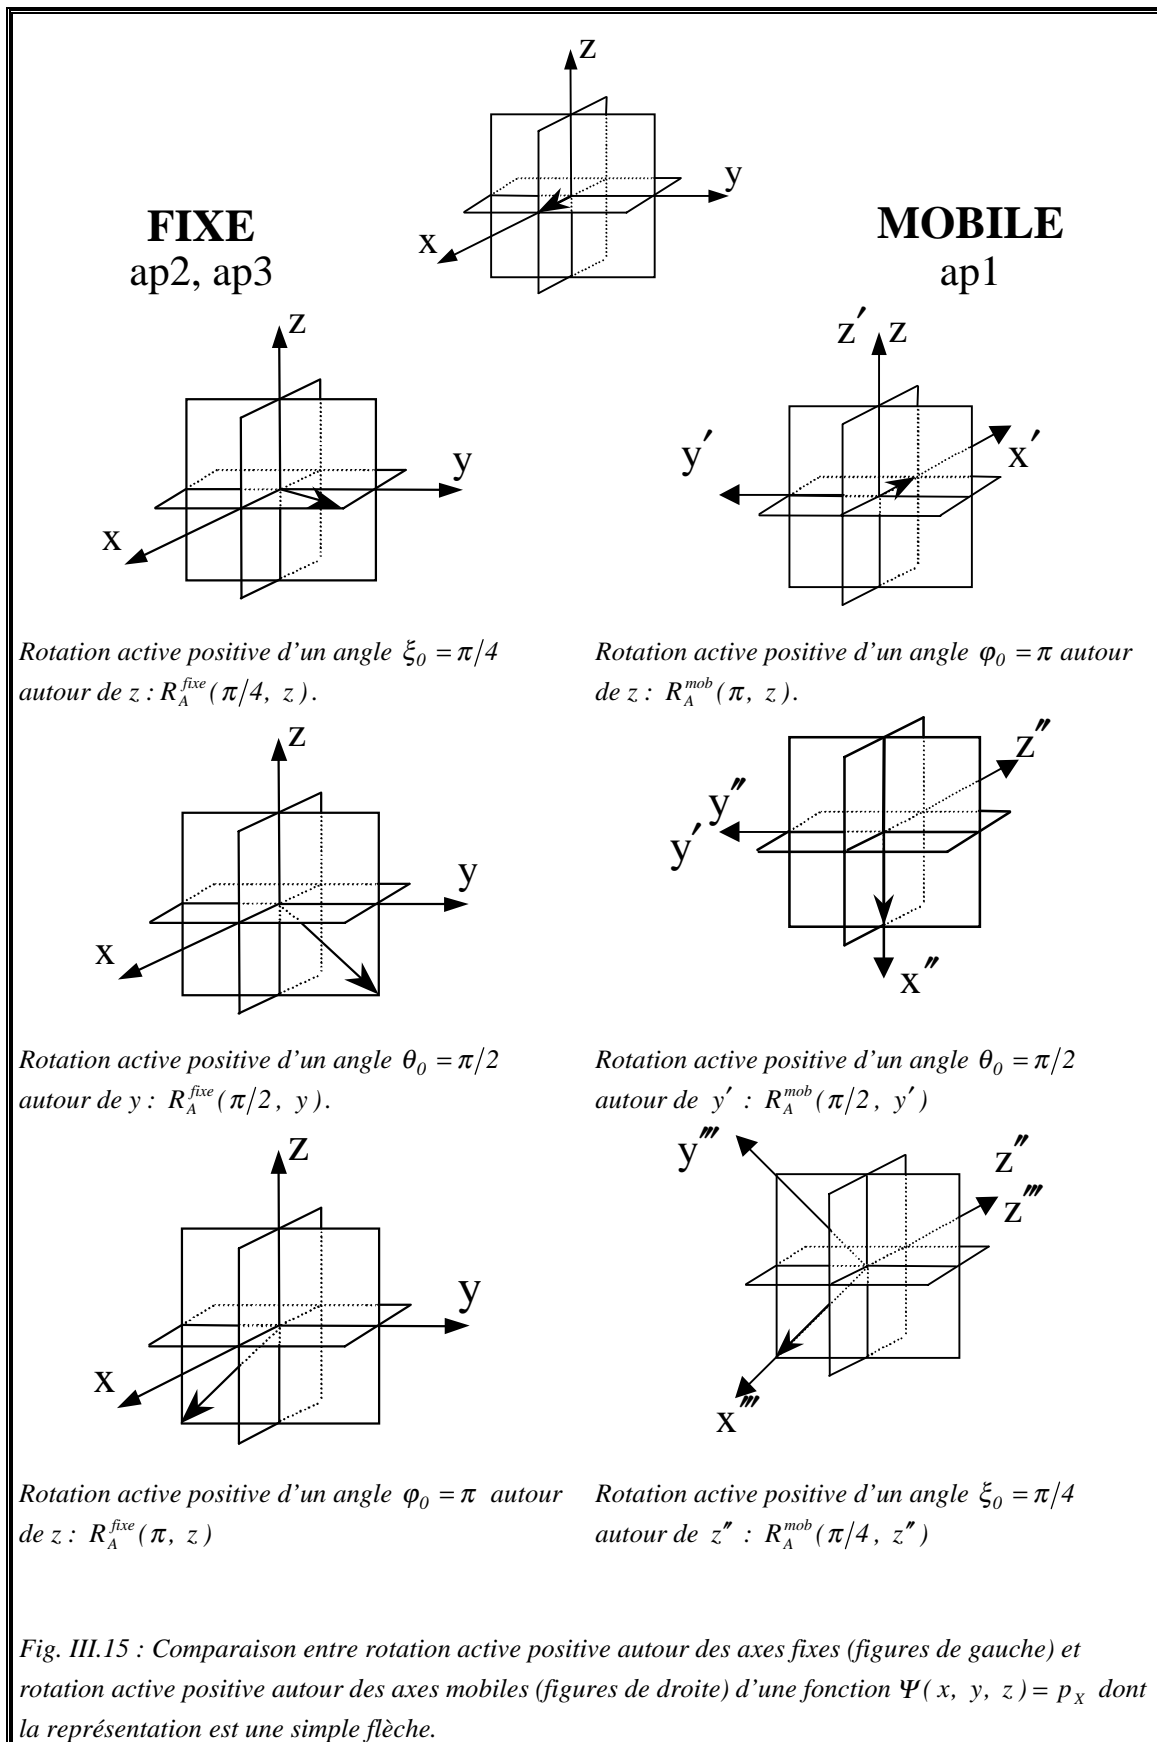 z
y
x
FIXE
ap2, ap3
MOBILE
ap1
z
y
x
z′ z
y′
x′
Rotation active positive d'un angle ξ₀ = π/4
autour de z : R_A^fixe(π/4, z).
Rotation active positive d'un angle φ₀ = π autour
de z : R_A^mob(π, z).
z
y
x
z″
y″
y′
x″
Rotation active positive d'un angle θ₀ = π/2
autour de y : R_A^fixe(π/2, y).
Rotation active positive d'un angle θ₀ = π/2
autour de y′ : R_A^mob(π/2, y′)
z
y
x
y‴
z″
z‴
x‴
Rotation active positive d'un angle φ₀ = π autour
de z : R_A^fixe(π, z)
Rotation active positive d'un angle ξ₀ = π/4
autour de z″ : R_A^mob(π/4, z″)
Fig. III.15 : Comparaison entre rotation active positive autour des axes fixes (figures de gauche) et
rotation active positive autour des axes mobiles (figures de droite) d'une fonction Ψ(x, y, z) = p_X dont
la représentation est une simple flèche.